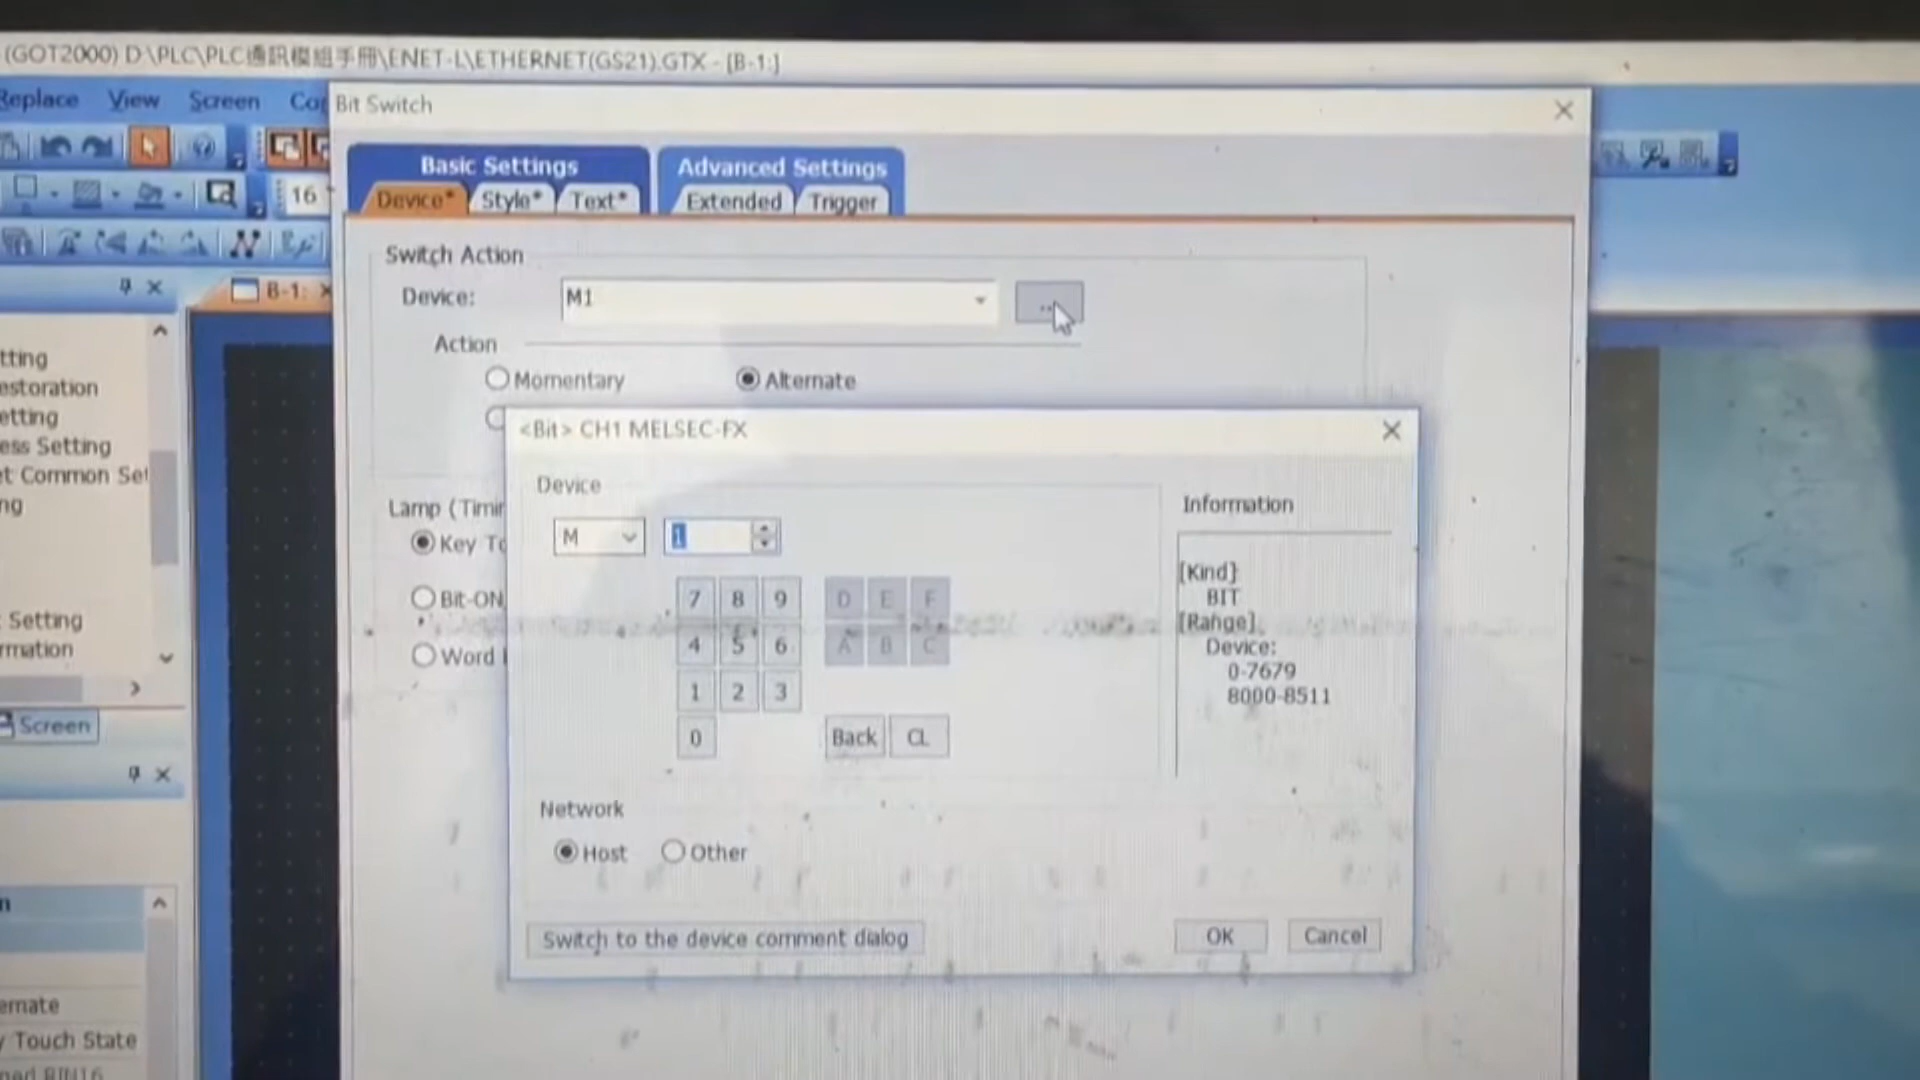 (GOT2000) D:\PLC\PLC通訊模組手冊\ENET-L\ETHERNET(GS21).GTX - [B-1:]
Replace View Screen
Bit Switch
Basic Settings
Advanced Settings
Device* Style* Text*
Extended Trigger
16
Switch Action
B-1:
Device: M1
...
Action
Momentary Alternate
tting
estoration
etting
ess Setting
t Common Set
ng
<Bit> CH1 MELSEC-FX
Device
Information
Lamp (Timin
M 1
Key To
[Kind]
BIT
7 8 9 D E F
Bit-ON
[Range]
Setting
4 5 6 A B C
Device:
rmation
Word
0-7679
1 2 3
8000-8511
Screen
0 Back CL
Network
Host Other
Switch to the device comment dialog
OK Cancel
ernate
y Touch State
ned BIN16